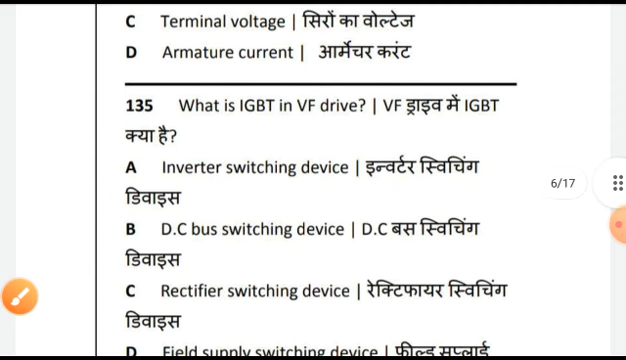 C Terminal voltage | सिरों का वोल्टेज
D Armature current | आर्मेचर करंट
135 What is IGBT in VF drive? | VF ड्राइव में IGBT
क्या है?
A Inverter switching device | इन्वर्टर स्विचिंग
डिवाइस
6/17
B D.C bus switching device | D.C बस स्विचिंग
डिवाइस
C Rectifier switching device | रेक्टिफायर स्विचिंग
डिवाइस
D Field supply switching device | फील्ड सप्लाई